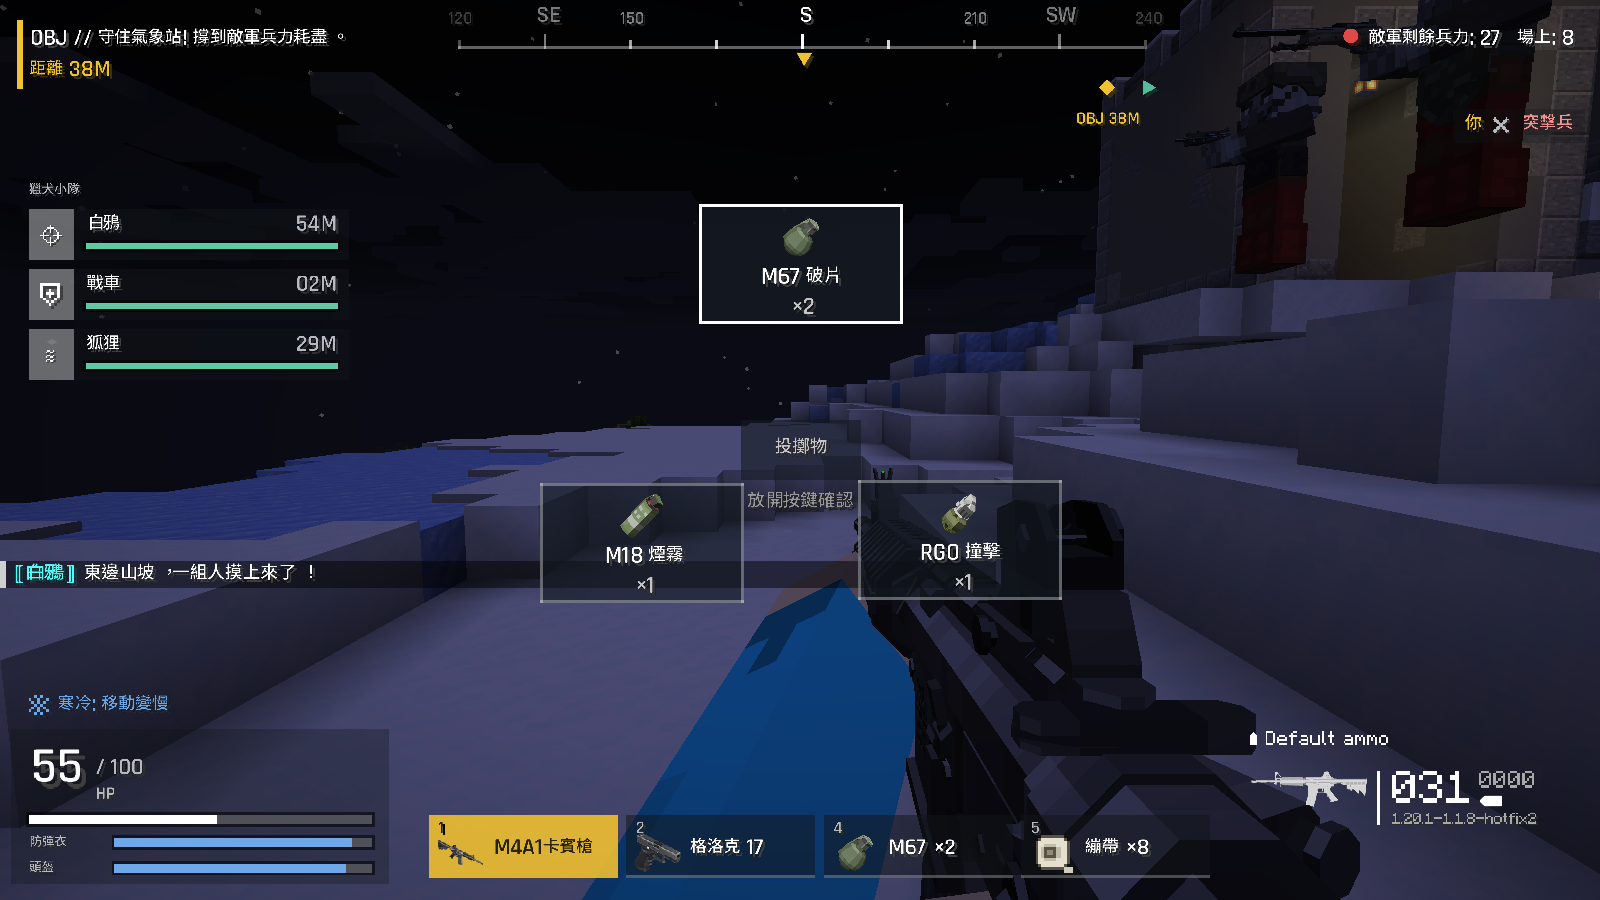 120 SE 150 S 210 SW 240
OBJ // 守住氣象站! 撐到敵軍兵力耗盡。
距離 38M
敵軍剩餘兵力: 27 場上: 8
OBJ 38M
你 突擊兵
獵犬小隊
白鴉 54M
戰車 02M
狐狸 29M
M67 破片
×2
投擲物
放開按鍵確認
M18 煙霧
×1
RGO 撞擊
×1
[白鴉] 東邊山坡，一組人摸上來了！
寒冷: 移動變慢
55 / 100
HP
防彈衣
頭盔
1 M4A1卡賓槍
2 格洛克 17
4 M67 ×2
5 繃帶 ×8
Default ammo
031 0000
1.20.1-1.1.8-hotfix2